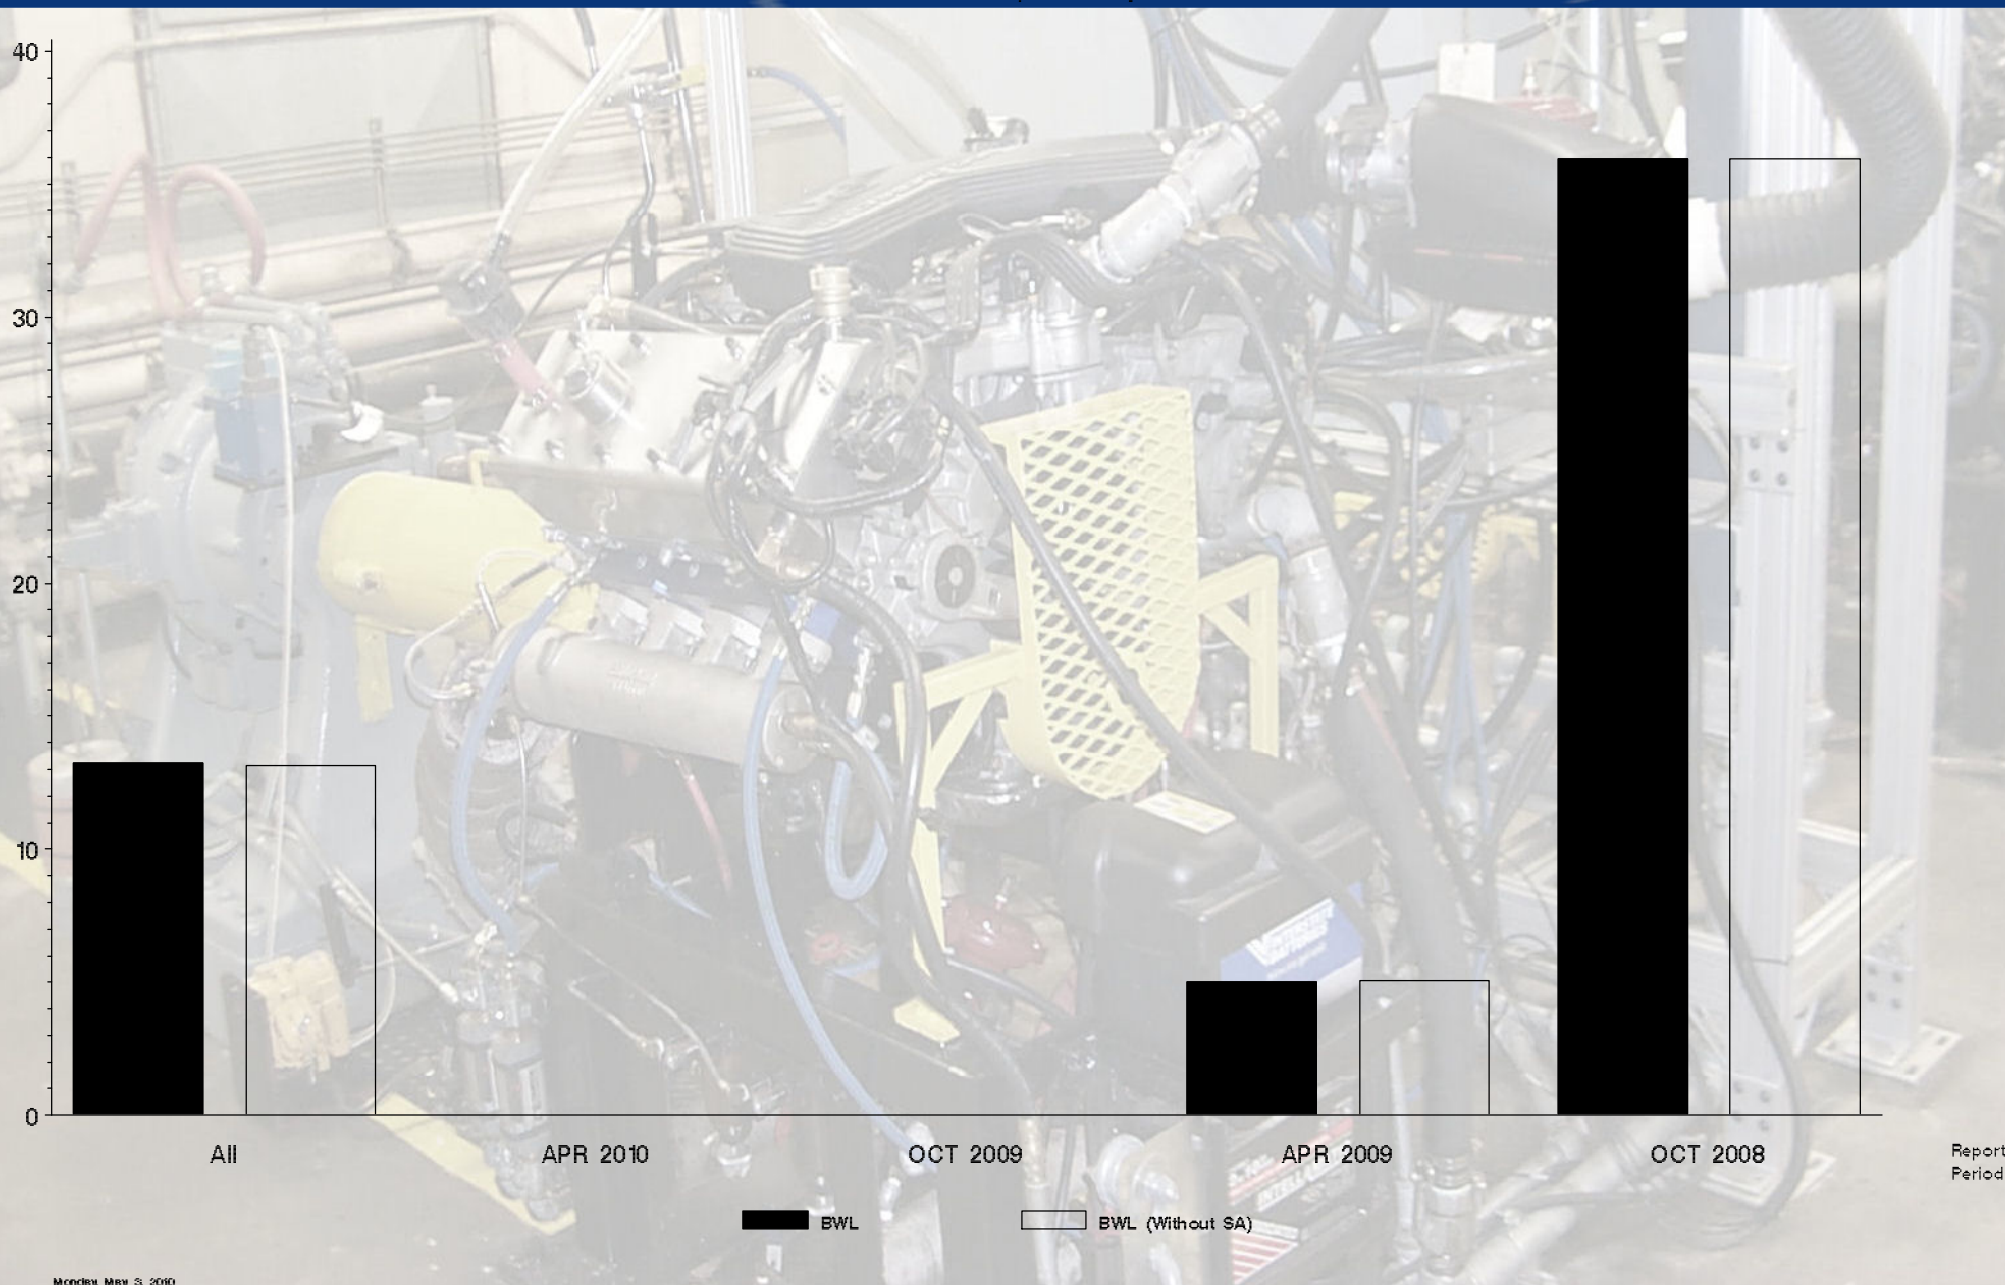 40
30
20
10
0
All APR 2010 OCT 2009 APR 2009 OCT 2008
Report
Period
BWL BWL (Without SA)
Monday, May 3, 2010